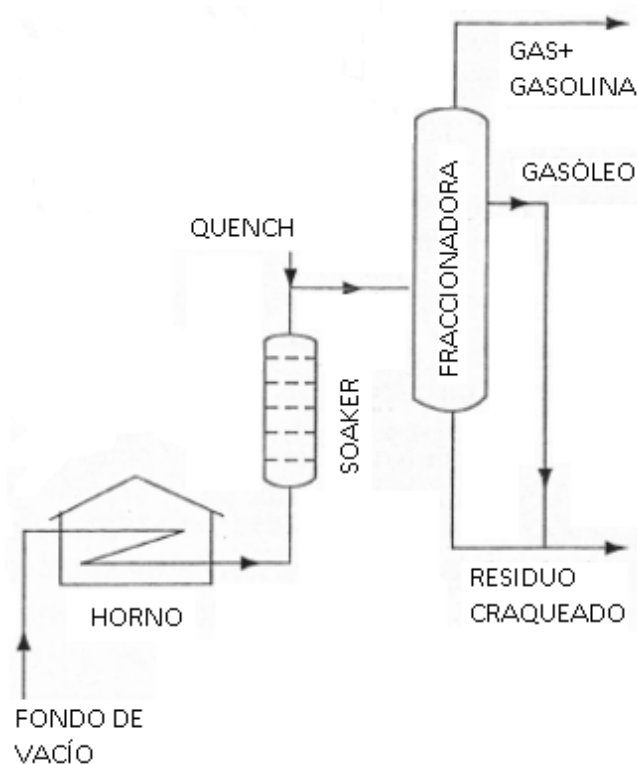 GAS+
GASOLINA
GASÓLEO
QUENCH
FRACCIONADORA
SOAKER
HORNO
RESIDUO
CRAQUEADO
FONDO DE
VACÍO